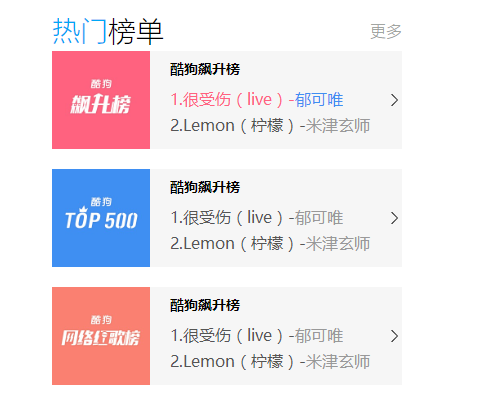 热门榜单
更多
酷狗
飙升榜
酷狗飙升榜
1.很受伤（live）-郁可唯
2.Lemon（柠檬）-米津玄师
酷狗
TOP 500
酷狗飙升榜
1.很受伤（live）-郁可唯
2.Lemon（柠檬）-米津玄师
酷狗
网络红歌榜
酷狗飙升榜
1.很受伤（live）-郁可唯
2.Lemon（柠檬）-米津玄师